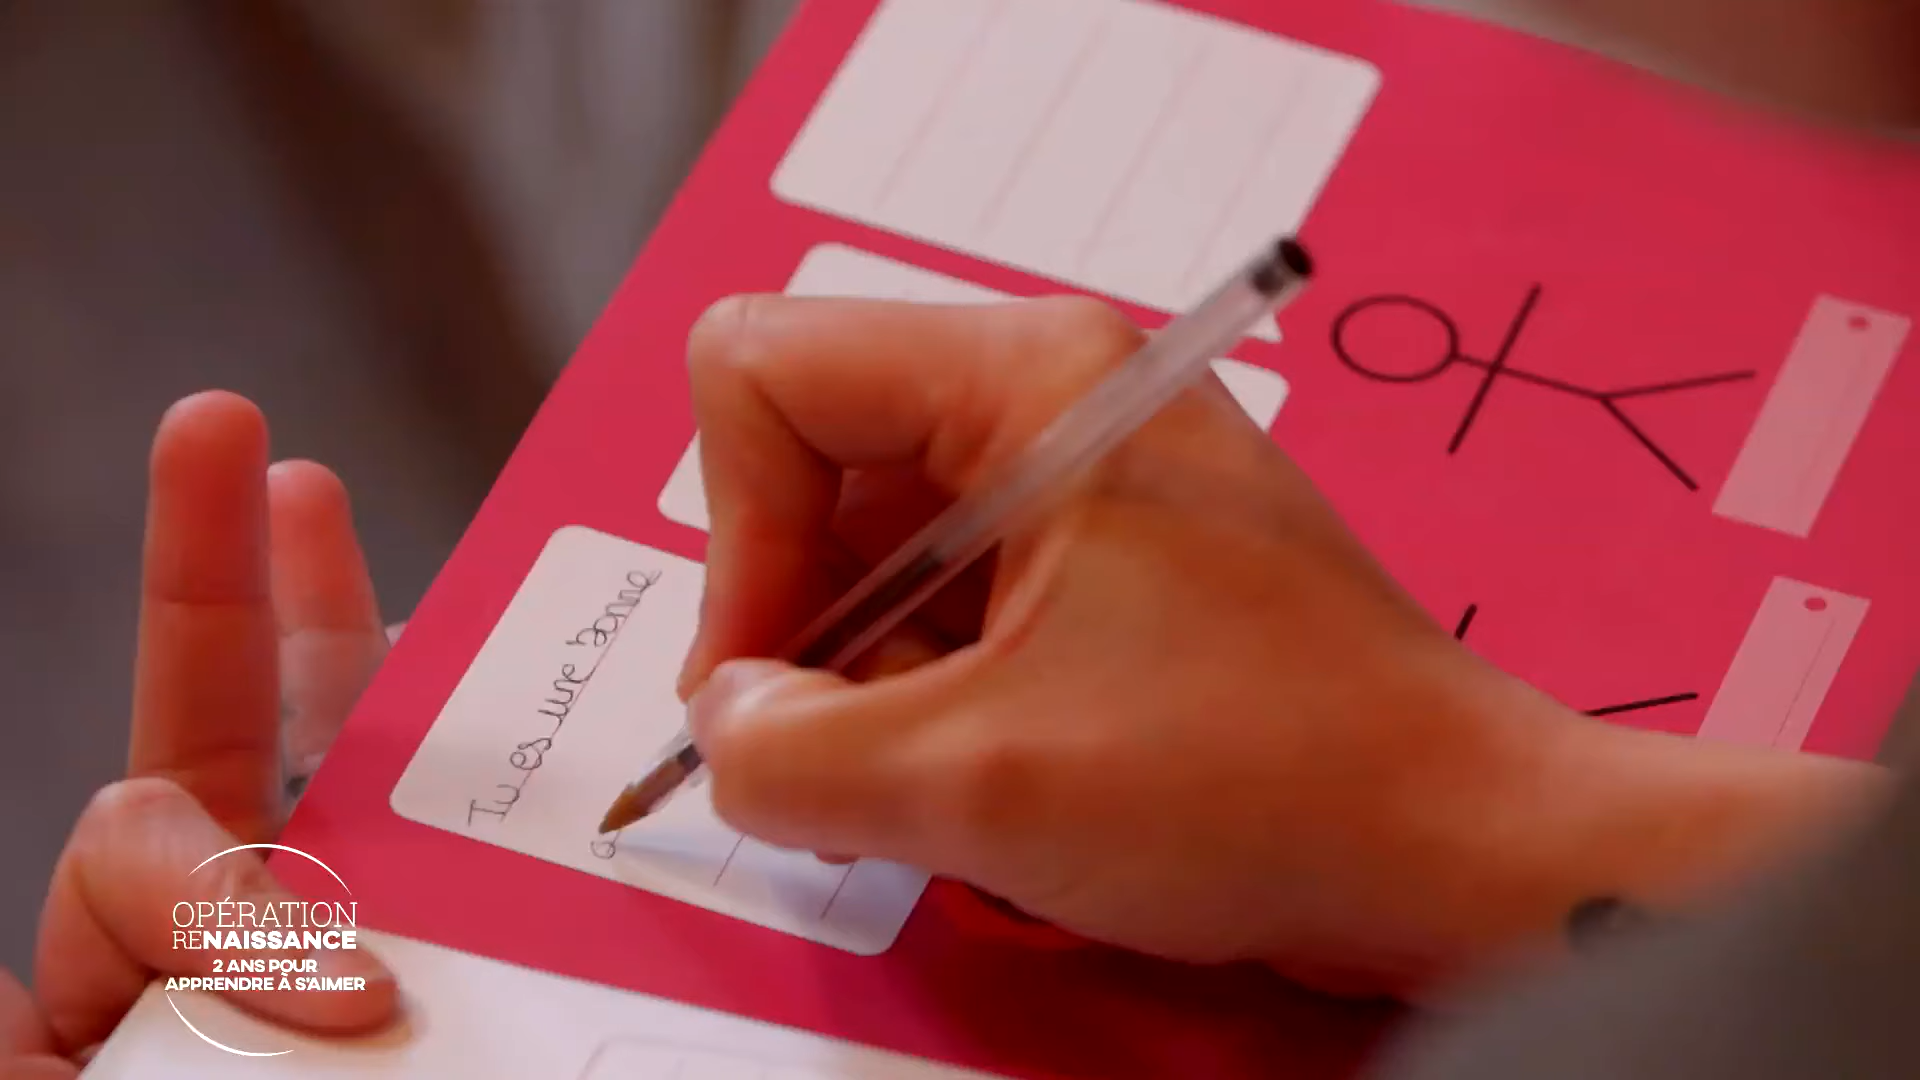 Tu es une bonne
a
OPÉRATION
RENAISSANCE
2 ANS POUR
APPRENDRE À S'AIMER